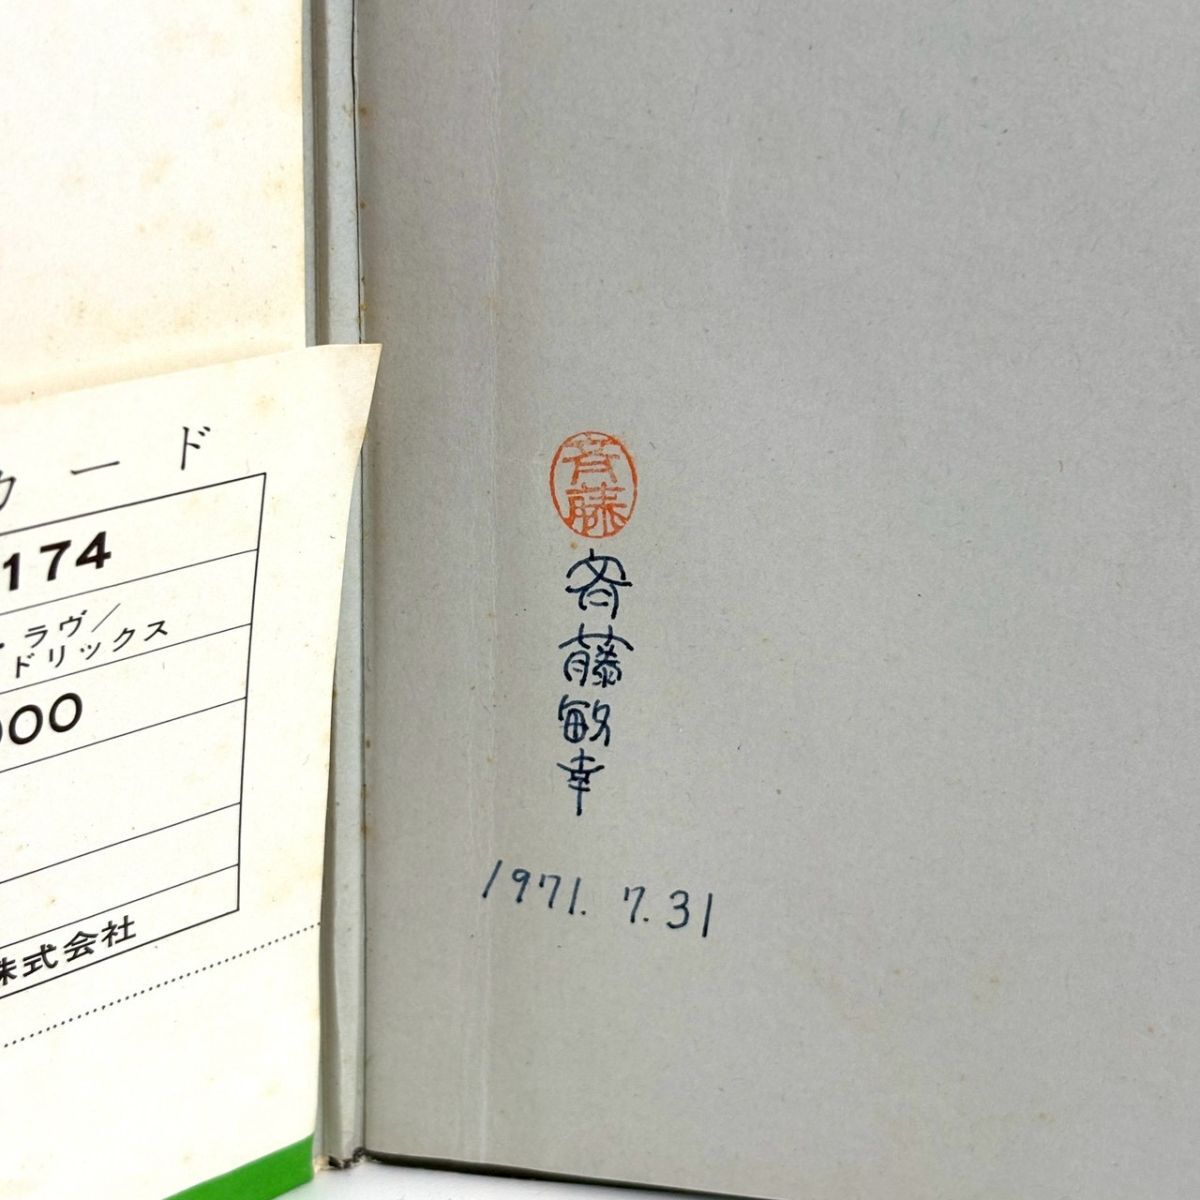 カード
174
・ラヴ/
ドリックス
000
株式会社
斉藤
斉藤敏幸
1971. 7. 31